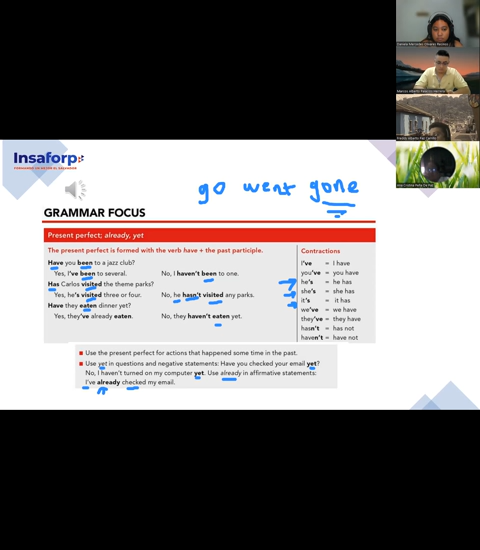 Insaforp
FORMANDO UN MEJOR EL SALVADOR
go went gone
GRAMMAR FOCUS
Present perfect; already, yet
The present perfect is formed with the verb have + the past participle.
Have you been to a jazz club?
Yes, I've been to several. No, I haven't been to one.
Has Carlos visited the theme parks?
Yes, he's visited three or four. No, he hasn't visited any parks.
Have they eaten dinner yet?
Yes, they've already eaten. No, they haven't eaten yet.
Contractions
I've = I have
you've = you have
he's = he has
she's = she has
it's = it has
we've = we have
they've = they have
hasn't = has not
haven't = have not
Use the present perfect for actions that happened some time in the past.
Use yet in questions and negative statements: Have you checked your email yet?
No, I haven't turned on my computer yet. Use already in affirmative statements:
I've already checked my email.